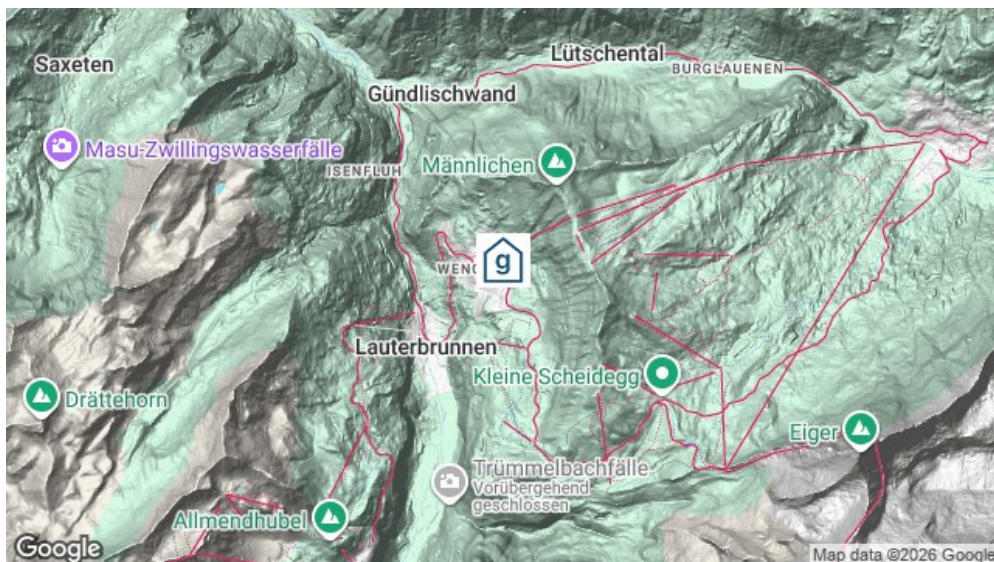 Lütschental
Saxeten
BURGLAUENEN
Gündlischwand
Masu-Zwillingswasserfälle
Männlichen
ISENFLUH
g
WENG
Lauterbrunnen
Kleine Scheidegg
Drättehorn
Eiger
Trümmelbachfälle
Vorübergehend
geschlossen
Allmendhubel
Google
Map data ©2026 Google